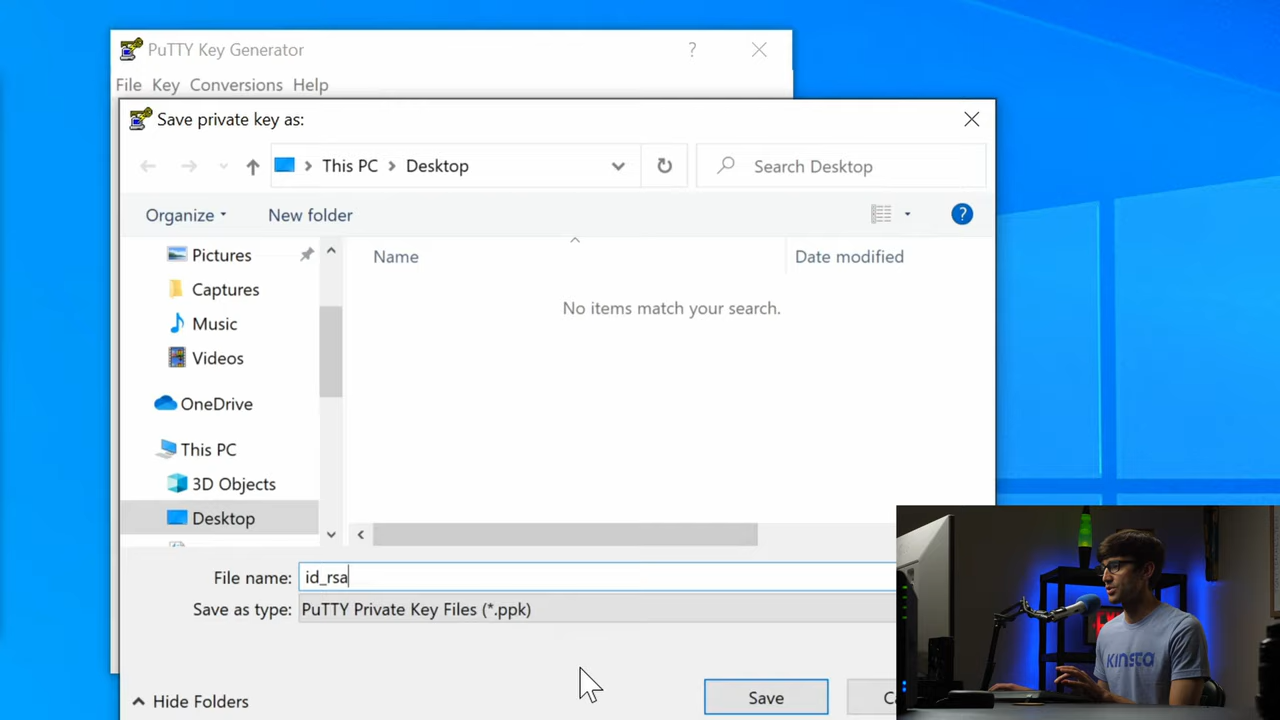 PuTTY Key Generator
?
File Key Conversions Help
Save private key as:
This PC
Desktop
Search Desktop
Organize
New folder
?
Pictures
Captures
Music
Videos
OneDrive
This PC
3D Objects
Desktop
Name
Date modified
No items match your search.
File name: id_rsa
Save as type: PuTTY Private Key Files (*.ppk)
Hide Folders
Save
KINSTA